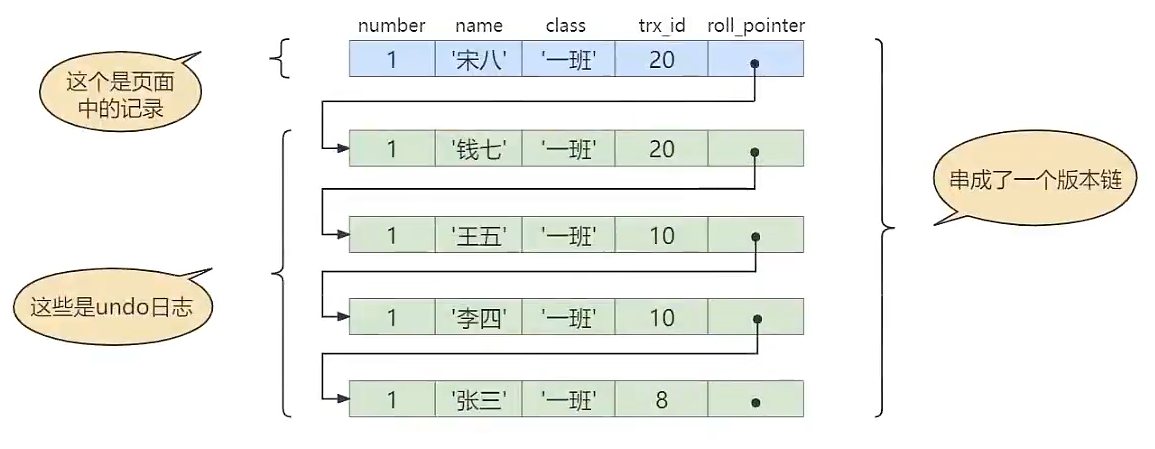 number name class trx_id roll_pointer
1 '宋八' '一班' 20
这个是页面
中的记录
1 '钱七' '一班' 20
串成了一个版本链
1 '王五' '一班' 10
这些是undo日志
1 '李四' '一班' 10
1 '张三' '一班' 8